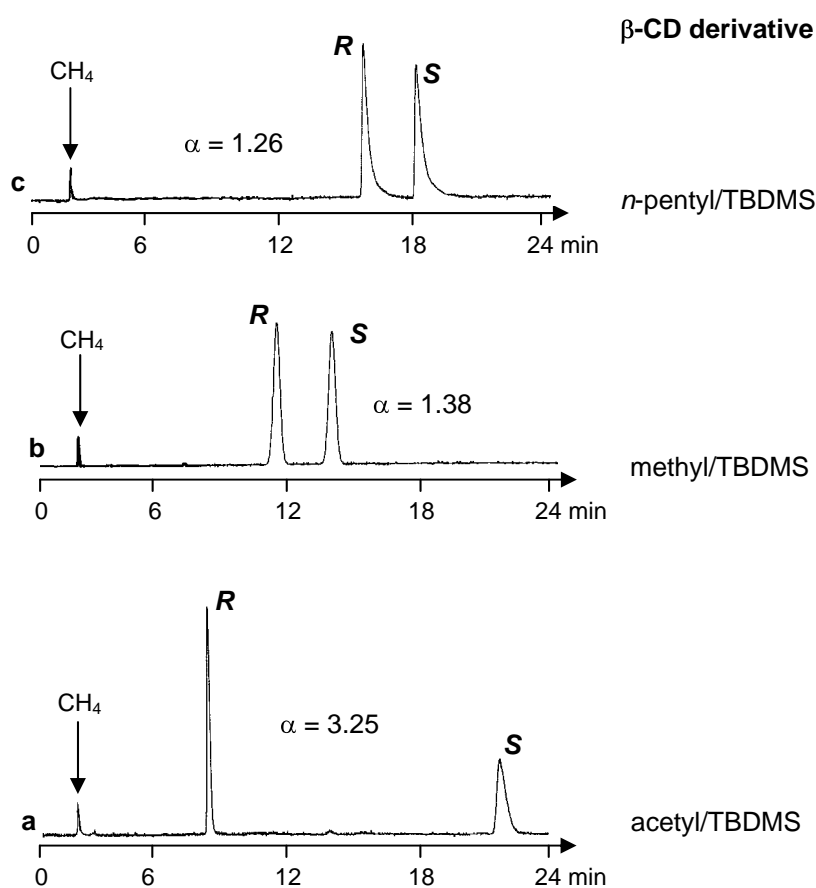 β-CD derivative
R
S
CH4
α = 1.26
c
n-pentyl/TBDMS
0 6 12 18 24 min
R
S
CH4
α = 1.38
b
methyl/TBDMS
0 6 12 18 24 min
R
CH4
α = 3.25
S
a
acetyl/TBDMS
0 6 12 18 24 min